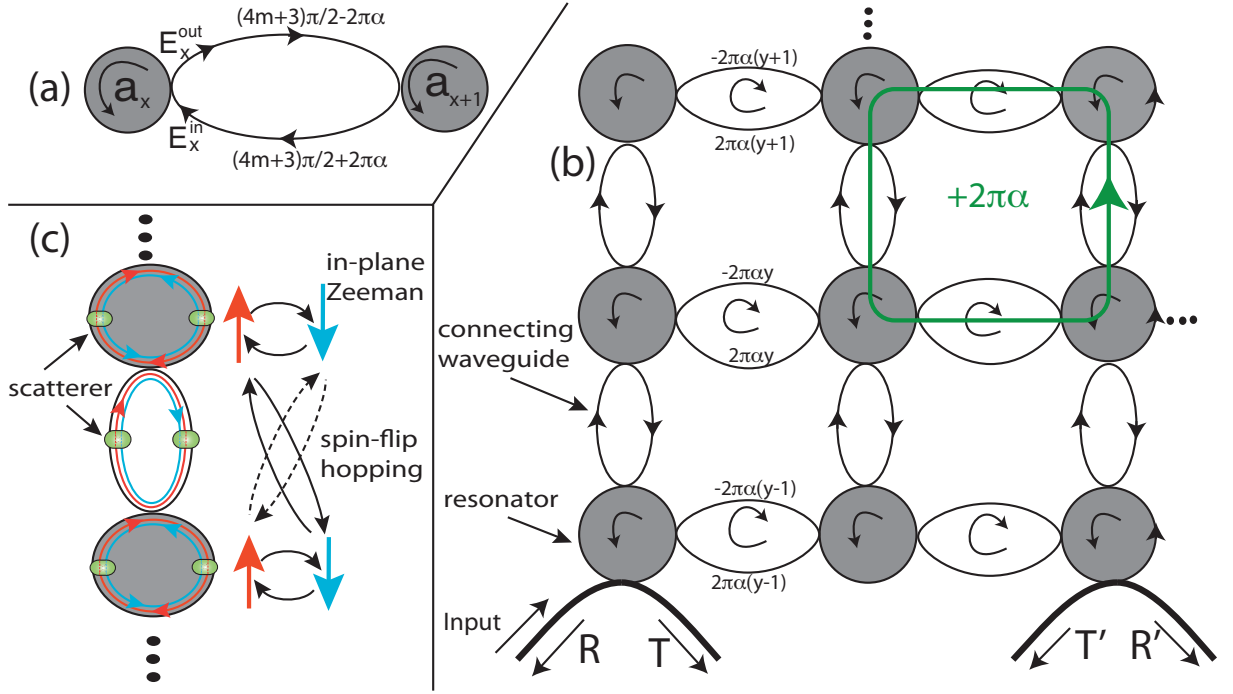 (a)
E_x^out
(4m+3)π/2-2πα
a_x
a_{x+1}
E_x^in
(4m+3)π/2+2πα
(b)
-2πα(y+1)
2πα(y+1)
+2πα
-2παy
2παy
connecting
waveguide
resonator
-2πα(y-1)
2πα(y-1)
Input
R
T
T'
R'
(c)
in-plane
Zeeman
scatterer
spin-flip
hopping